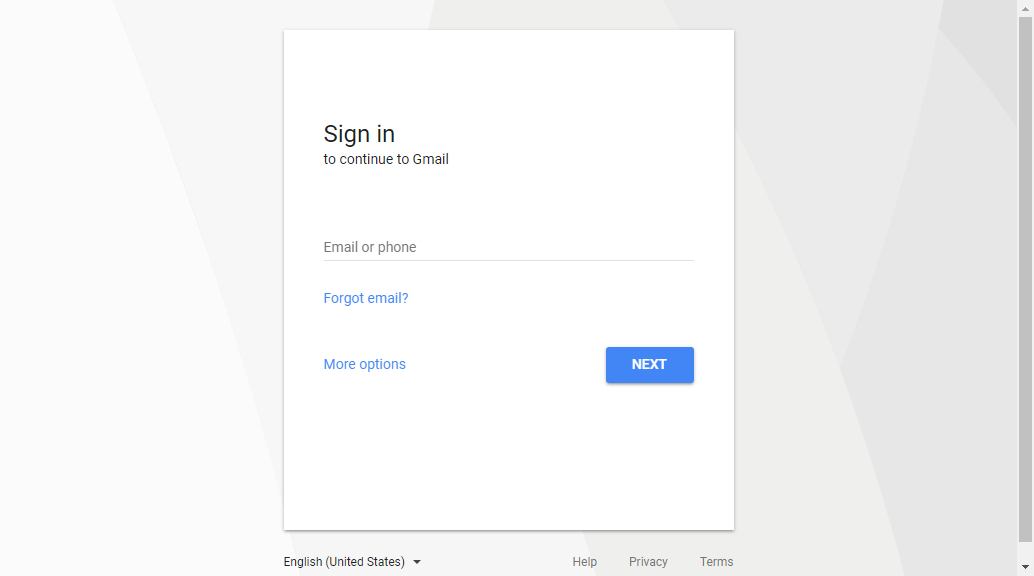 Sign in
to continue to Gmail
Email or phone
Forgot email?
More options
NEXT
English (United States)
Help
Privacy
Terms